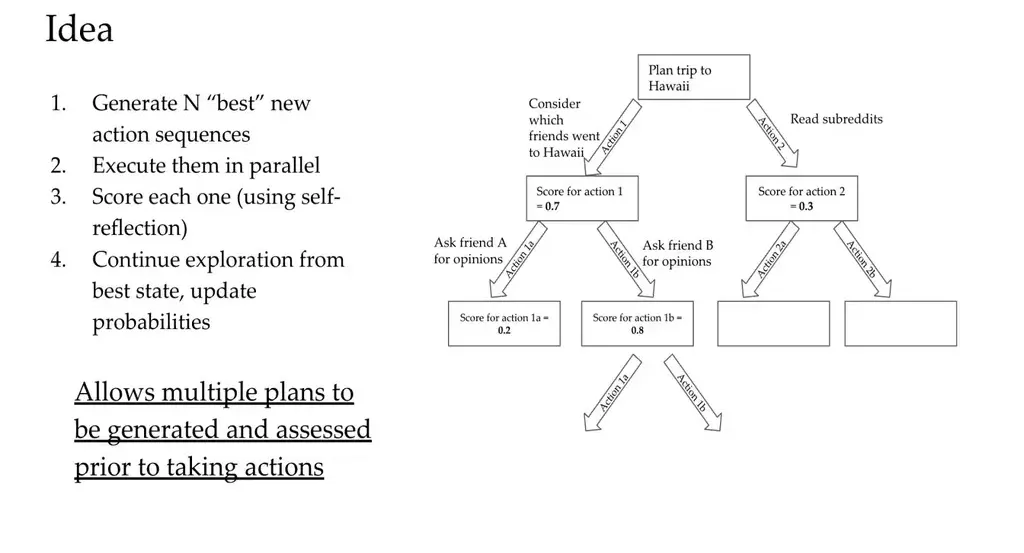 Idea
1. Generate N “best” new
action sequences
2. Execute them in parallel
3. Score each one (using self-
reflection)
4. Continue exploration from
best state, update
probabilities
Allows multiple plans to
be generated and assessed
prior to taking actions
Plan trip to
Hawaii
Consider
which
friends went
to Hawaii
Action 1
Action 2
Read subreddits
Score for action 1
= 0.7
Score for action 2
= 0.3
Ask friend A
for opinions
Action 1a
Action 1b
Ask friend B
for opinions
Action 2a
Action 2b
Score for action 1a =
0.2
Score for action 1b =
0.8
Action 1a
Action 1b